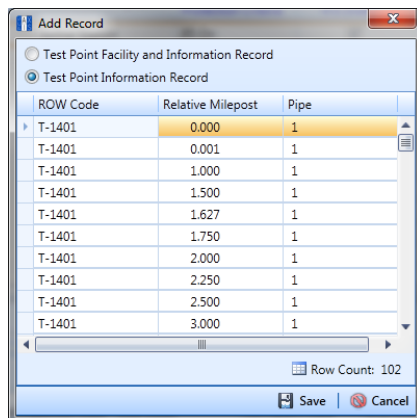 Add Record
Test Point Facility and Information Record
Test Point Information Record
ROW Code Relative Milepost Pipe
T-1401 0.000 1
T-1401 0.001 1
T-1401 1.000 1
T-1401 1.500 1
T-1401 1.627 1
T-1401 1.750 1
T-1401 2.000 1
T-1401 2.250 1
T-1401 2.500 1
T-1401 3.000 1
Row Count: 102
Save | Cancel